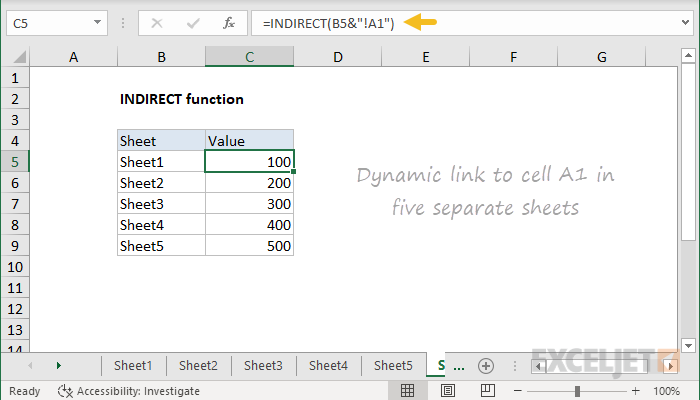 C5 fx =INDIRECT(B5&"!A1")
A B C D E F G
1
2 INDIRECT function
3
4 Sheet Value
5 Sheet1 100
6 Sheet2 200
7 Sheet3 300
8 Sheet4 400
9 Sheet5 500
Dynamic link to cell A1 in
five separate sheets
10
11
12
13
14
Sheet1 Sheet2 Sheet3 Sheet4 Sheet5 S ... EXCELJET
Ready Accessibility: Investigate 100%